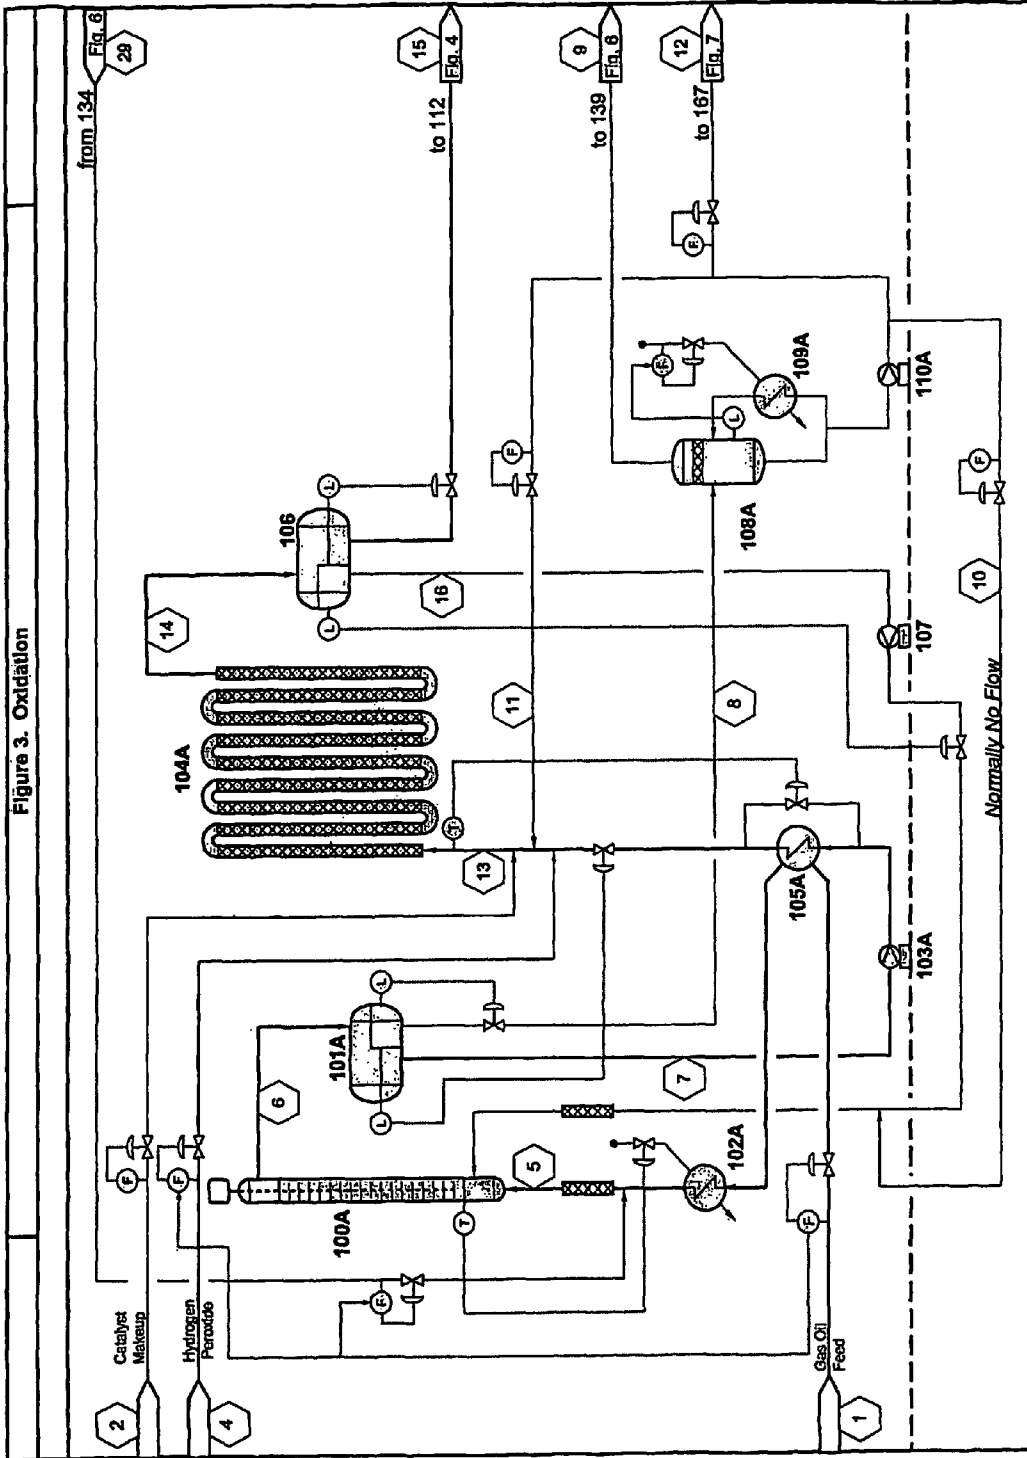 Figure 3. Oxidation
Fig. 6
29
from 134
15
Fig. 4
to 112
9
Fig. 6
to 139
12
Fig. 7
to 167
F
F
109A
L
108A
110A
F
10
Normally No Flow
F
L
106
L
16
14
104A
11
8
107
T
13
105A
103A
L
101A
L
6
7
5
102A
100A
T
F
F
F
F
Catalyst
Makeup
2
Hydrogen
Peroxide
4
Gas Oil
Feed
1